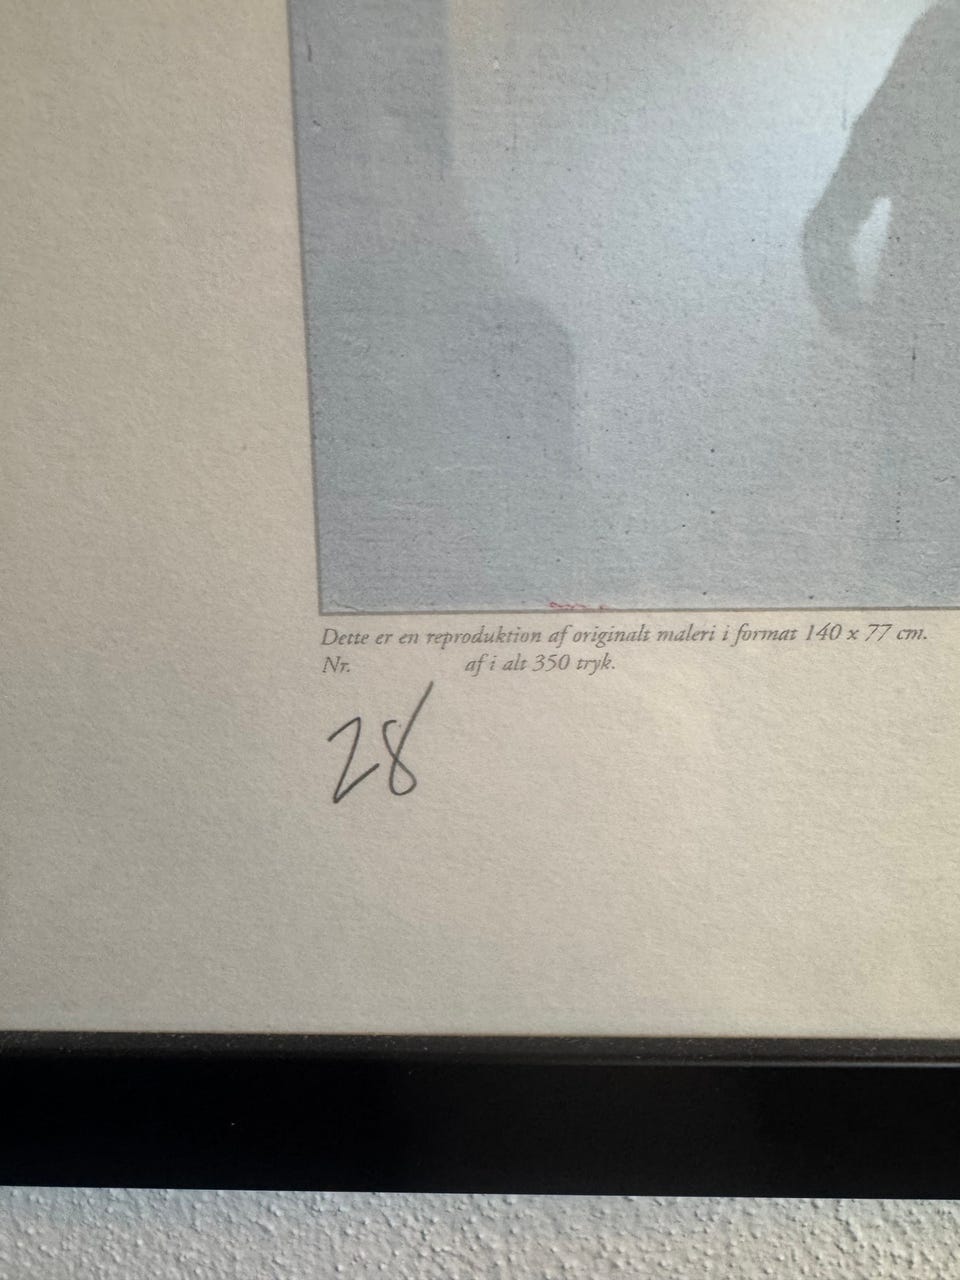 Dette er en reproduktion af originalt maleri i format 140 x 77 cm.
Nr. af i alt 350 tryk.
28